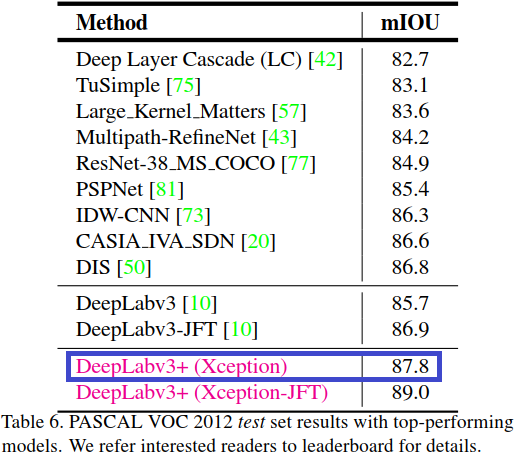 Method mIOU
Deep Layer Cascade (LC) [42] 82.7
TuSimple [75] 83.1
Large_Kernel_Matters [57] 83.6
Multipath-RefineNet [43] 84.2
ResNet-38_MS_COCO [77] 84.9
PSPNet [81] 85.4
IDW-CNN [73] 86.3
CASIA_IVA_SDN [20] 86.6
DIS [50] 86.8
DeepLabv3 [10] 85.7
DeepLabv3-JFT [10] 86.9
DeepLabv3+ (Xception) 87.8
DeepLabv3+ (Xception-JFT) 89.0
Table 6. PASCAL VOC 2012 test set results with top-performing
models. We refer interested readers to leaderboard for details.